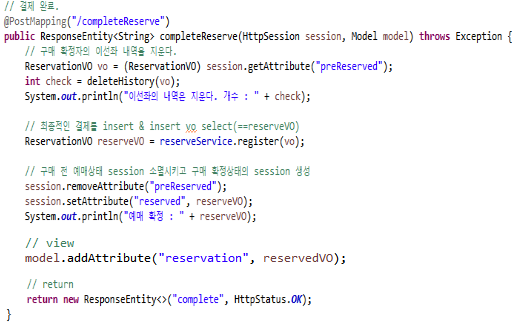 // 결제 완료.
@PostMapping("/completeReserve")
public ResponseEntity<String> completeReserve(HttpSession session, Model model) throws Exception {
// 구매 확정자의 이선좌 내역을 지운다.
ReservationVO vo = (ReservationVO) session.getAttribute("preReserved");
int check = deleteHistory(vo);
System.out.println("이선좌의 내역은 지운다. 개수 : " + check);
// 최종적인 결제를 insert & insert vo select(==reserveVO)
ReservationVO reserveVO = reserveService.register(vo);
// 구매 전 예매상태 session 소멸시키고 구매 확정상태의 session 생성
session.removeAttribute("preReserved");
session.setAttribute("reserved", reserveVO);
System.out.println("예매 확정 : " + reserveVO);
// view
model.addAttribute("reservation", reservedVO);
// return
return new ResponseEntity<>("complete", HttpStatus.OK);
}